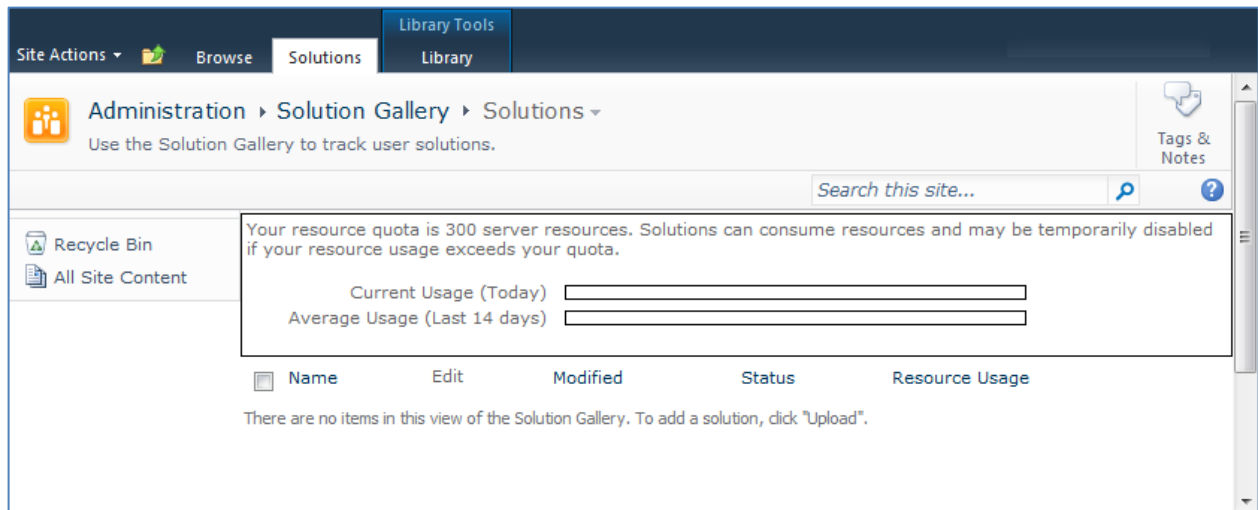 Library Tools
Site Actions Browse Solutions Library
Administration Solution Gallery Solutions
Use the Solution Gallery to track user solutions.
Tags &
Notes
Search this site...
Recycle Bin
All Site Content
Your resource quota is 300 server resources. Solutions can consume resources and may be temporarily disabled
if your resource usage exceeds your quota.
Current Usage (Today)
Average Usage (Last 14 days)
Name Edit Modified Status Resource Usage
There are no items in this view of the Solution Gallery. To add a solution, click "Upload".